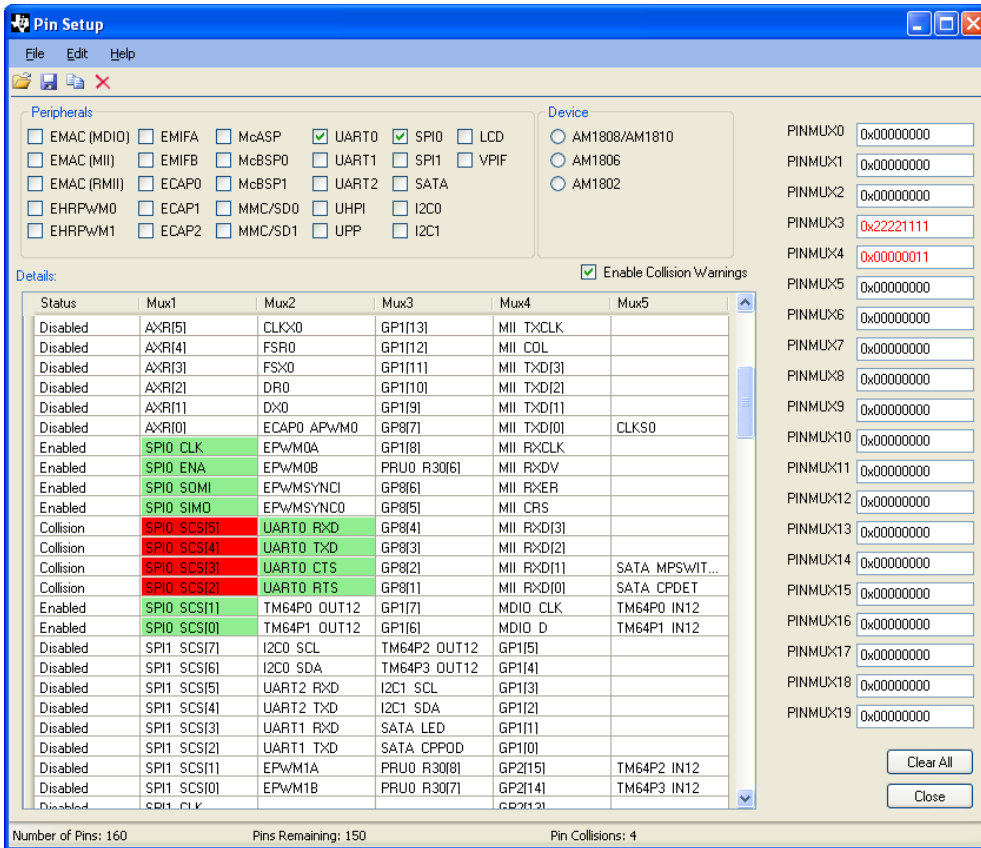 Pin Setup
File Edit Help
Peripherals
EMAC (MDIO) EMIFA McASP UART0 SPI0 LCD
EMAC (MII) EMIFB McBSP0 UART1 SPI1 VPIF
EMAC (RMII) ECAP0 McBSP1 UART2 SATA
EHRPWM0 ECAP1 MMC/SD0 UHPI I2C0
EHRPWM1 ECAP2 MMC/SD1 UPP I2C1
Device
AM1808/AM1810
AM1806
AM1802
Enable Collision Warnings
Details:
Status Mux1 Mux2 Mux3 Mux4 Mux5
Disabled AXR[5] CLKX0 GP1[13] MII TXCLK
Disabled AXR[4] FSR0 GP1[12] MII COL
Disabled AXR[3] FSX0 GP1[11] MII TXD[3]
Disabled AXR[2] DR0 GP1[10] MII TXD[2]
Disabled AXR[1] DX0 GP1[9] MII TXD[1]
Disabled AXR[0] ECAP0 APWM0 GP8[7] MII TXD[0] CLKS0
Enabled SPI0 CLK EPWM0A GP1[8] MII RXCLK
Enabled SPI0 ENA EPWM0B PRU0 R30[6] MII RXDV
Enabled SPI0 SOMI EPWMSYNCI GP8[6] MII RXER
Enabled SPI0 SIMO EPWMSYNC0 GP8[5] MII CRS
Collision SPI0 SCS[5] UART0 RXD GP8[4] MII RXD[3]
Collision SPI0 SCS[4] UART0 TXD GP8[3] MII RXD[2]
Collision SPI0 SCS[3] UART0 CTS GP8[2] MII RXD[1] SATA MPSWIT...
Collision SPI0 SCS[2] UART0 RTS GP8[1] MII RXD[0] SATA CPDET
Enabled SPI0 SCS[1] TM64P0 OUT12 GP1[7] MDIO CLK TM64P0 IN12
Enabled SPI0 SCS[0] TM64P1 OUT12 GP1[6] MDIO D TM64P1 IN12
Disabled SPI1 SCS[7] I2C0 SCL TM64P2 OUT12 GP1[5]
Disabled SPI1 SCS[6] I2C0 SDA TM64P3 OUT12 GP1[4]
Disabled SPI1 SCS[5] UART2 RXD I2C1 SCL GP1[3]
Disabled SPI1 SCS[4] UART2 TXD I2C1 SDA GP1[2]
Disabled SPI1 SCS[3] UART1 RXD SATA LED GP1[1]
Disabled SPI1 SCS[2] UART1 TXD SATA CPPOD GP1[0]
Disabled SPI1 SCS[1] EPWM1A PRU0 R30[8] GP2[15] TM64P2 IN12
Disabled SPI1 SCS[0] EPWM1B PRU0 R30[7] GP2[14] TM64P3 IN12
Disabled SPI1 CLK GP2[13]
PINMUX0 0x00000000
PINMUX1 0x00000000
PINMUX2 0x00000000
PINMUX3 0x22221111
PINMUX4 0x00000011
PINMUX5 0x00000000
PINMUX6 0x00000000
PINMUX7 0x00000000
PINMUX8 0x00000000
PINMUX9 0x00000000
PINMUX10 0x00000000
PINMUX11 0x00000000
PINMUX12 0x00000000
PINMUX13 0x00000000
PINMUX14 0x00000000
PINMUX15 0x00000000
PINMUX16 0x00000000
PINMUX17 0x00000000
PINMUX18 0x00000000
PINMUX19 0x00000000
Clear All
Close
Number of Pins: 160 Pins Remaining: 150 Pin Collisions: 4